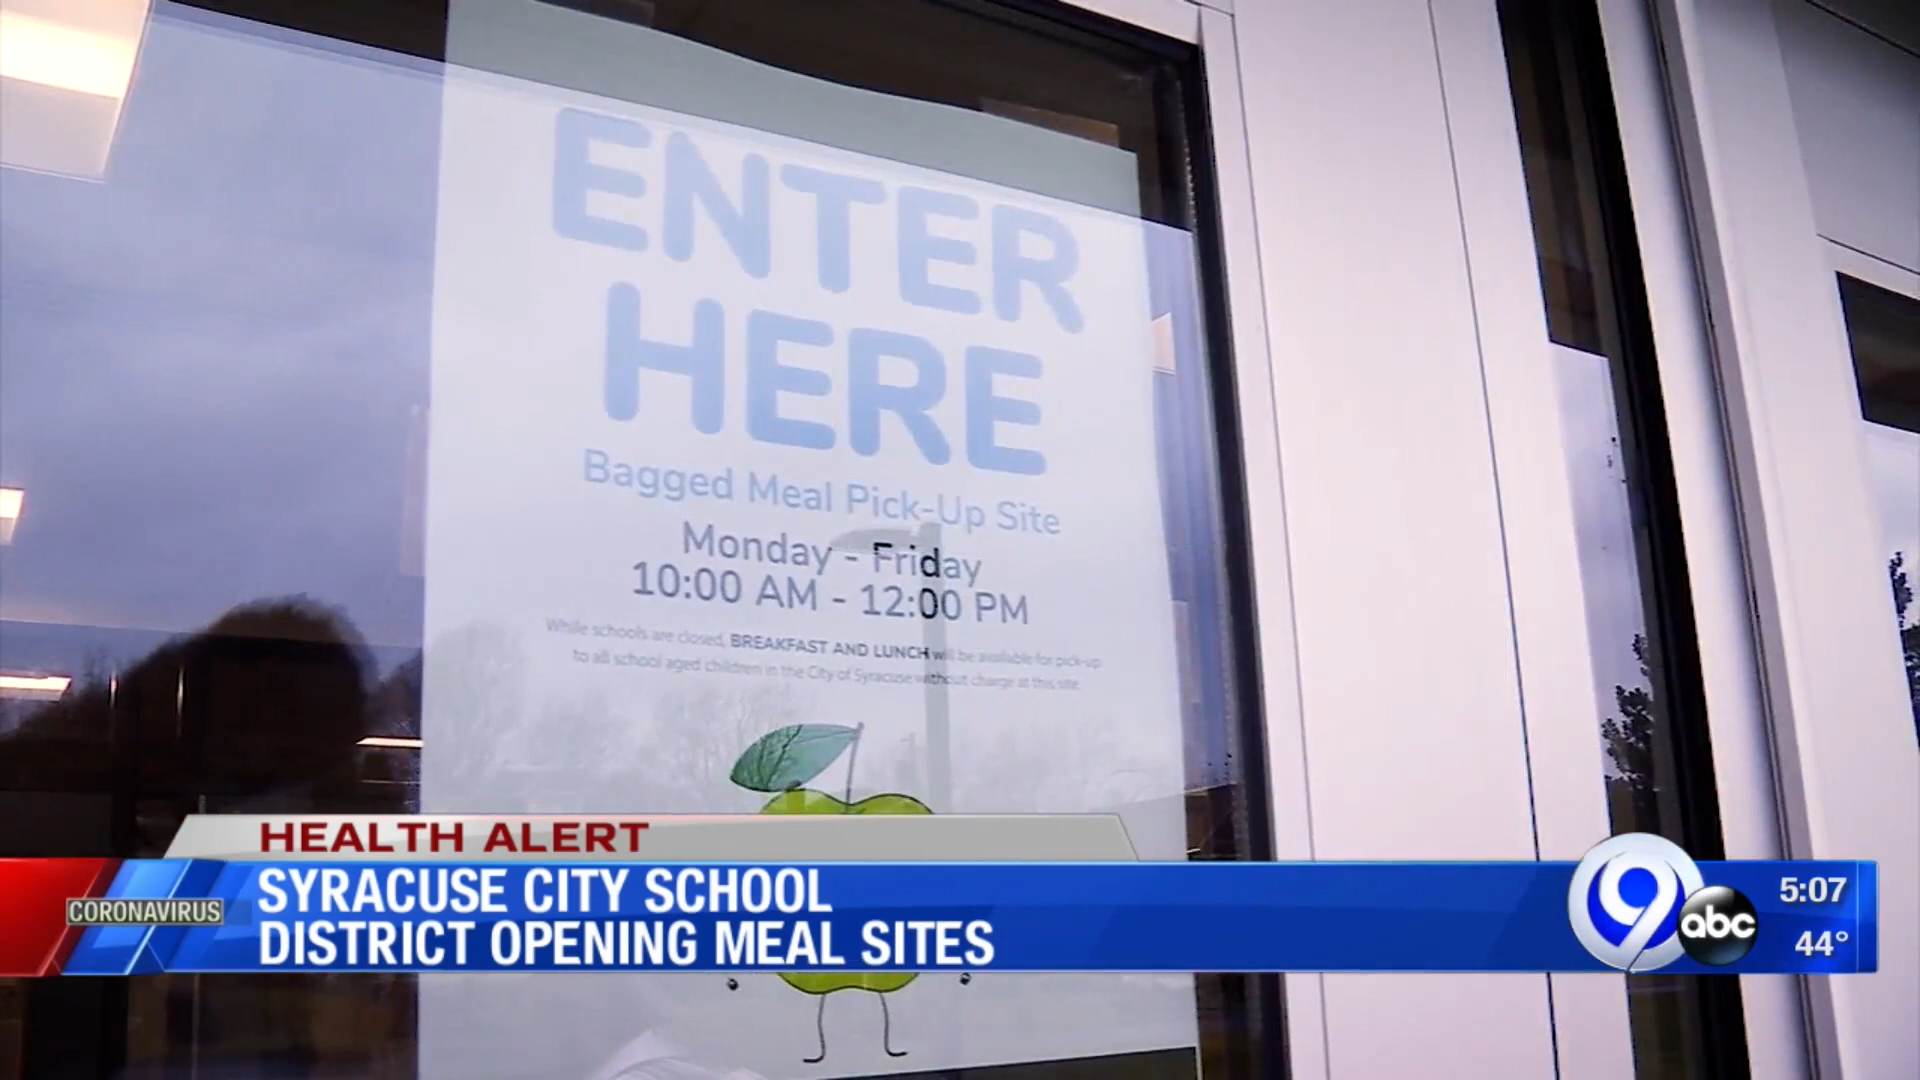 ENTER
HERE
Bagged Meal Pick-Up Site
Monday - Friday
10:00 AM - 12:00 PM
While schools are closed, BREAKFAST AND LUNCH will be available for pick-up
to all school aged children in the City of Syracuse without charge at this site.
HEALTH ALERT
CORONAVIRUS
SYRACUSE CITY SCHOOL
DISTRICT OPENING MEAL SITES
9
abc
5:07
44°